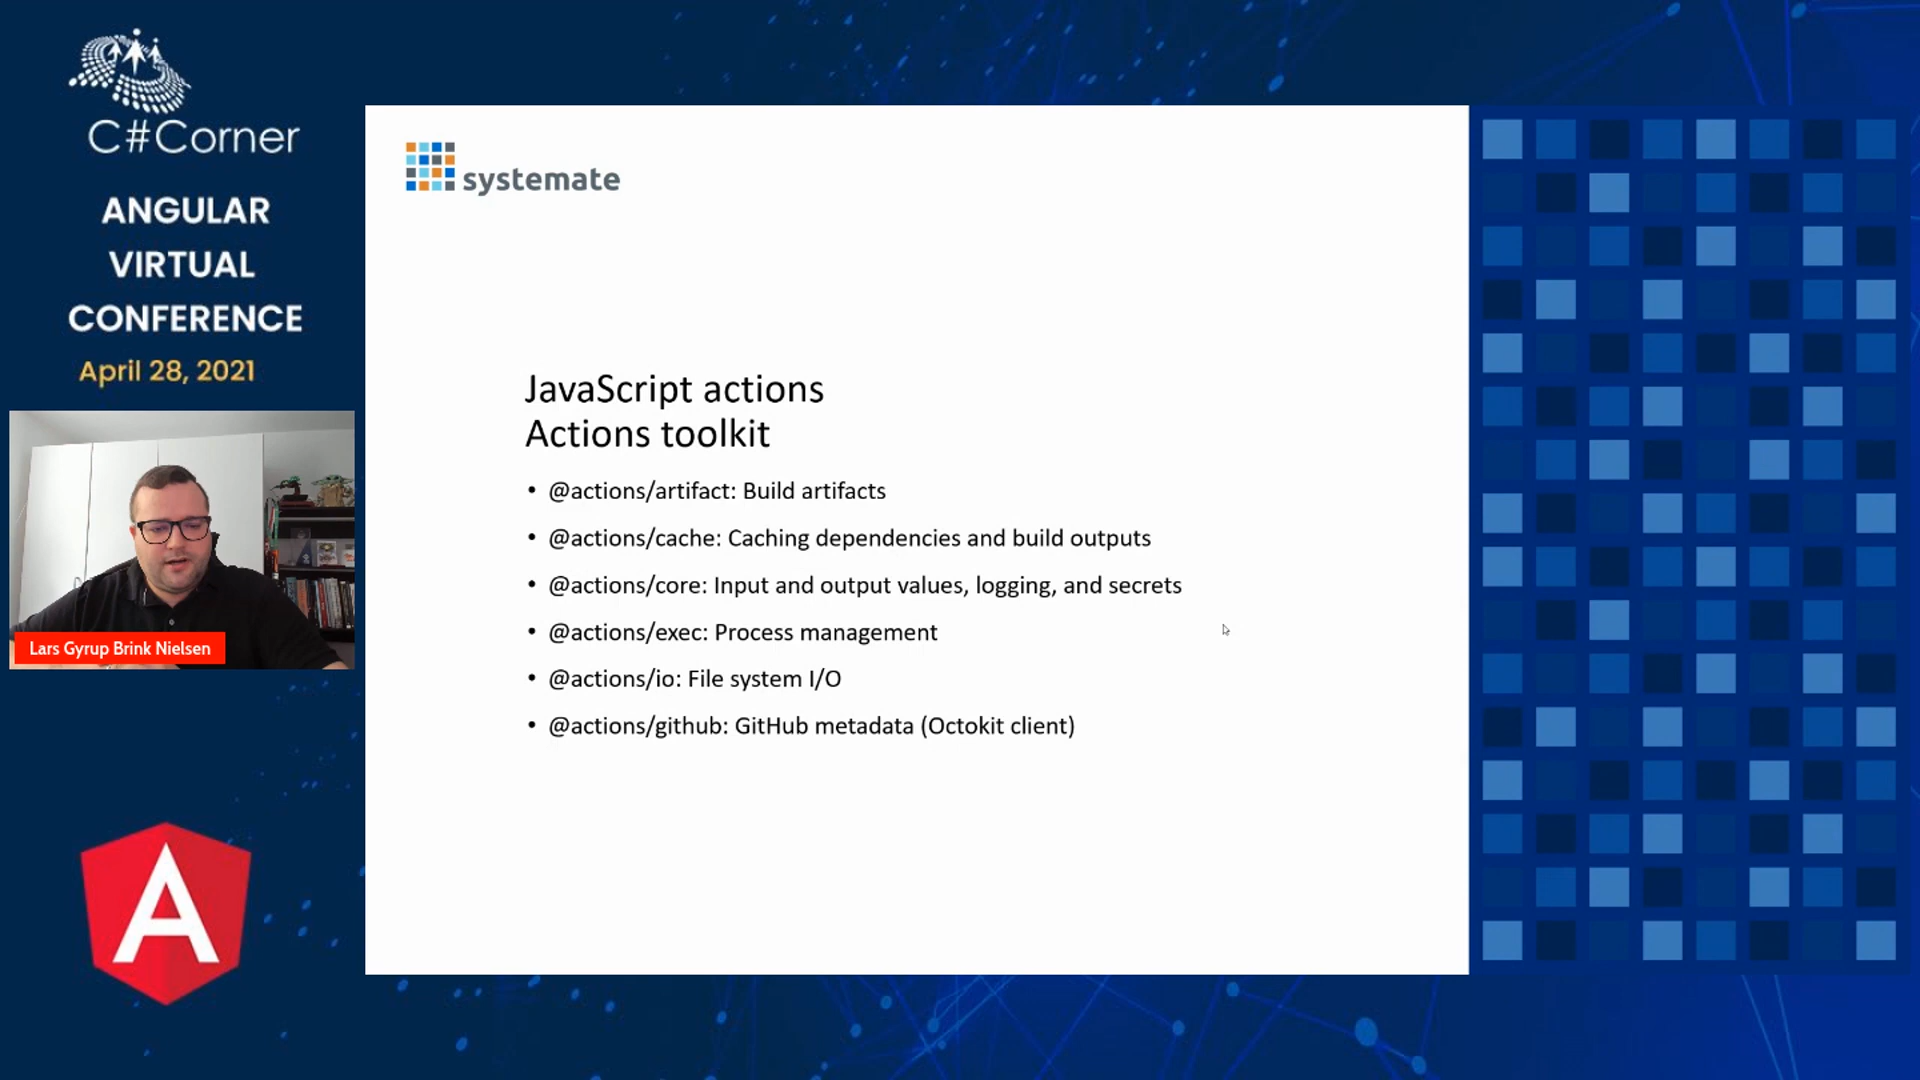 C#Corner
ANGULAR
VIRTUAL
CONFERENCE
April 28, 2021
Lars Gyrup Brink Nielsen
A
systemate
JavaScript actions
Actions toolkit
• @actions/artifact: Build artifacts
• @actions/cache: Caching dependencies and build outputs
• @actions/core: Input and output values, logging, and secrets
• @actions/exec: Process management
• @actions/io: File system I/O
• @actions/github: GitHub metadata (Octokit client)